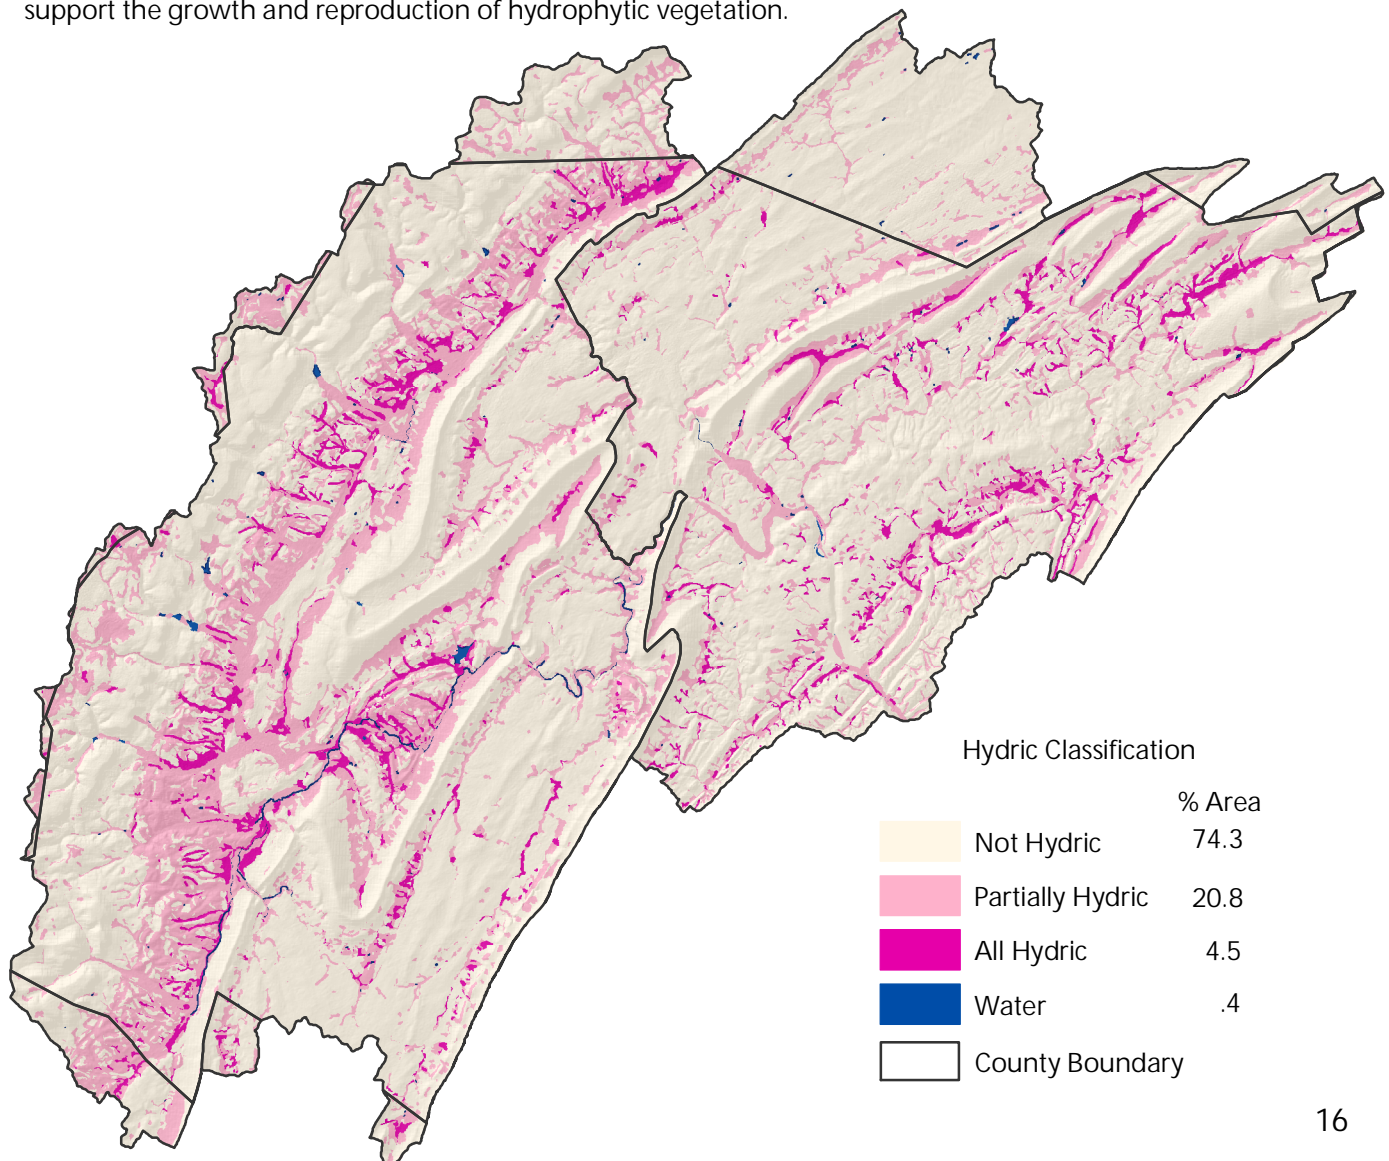 support the growth and reproduction of hydrophytic vegetation.
Hydric Classification
% Area
Not Hydric 74.3
Partially Hydric 20.8
All Hydric 4.5
Water .4
County Boundary
16